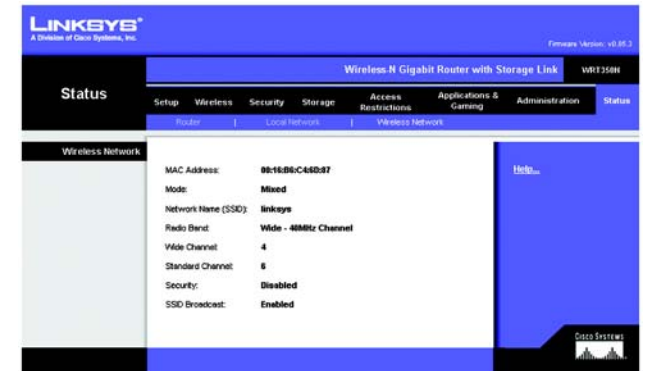 LINKSYS®
A Division of Cisco Systems, Inc.
Firmware Version: v0.05.3
Wireless-N Gigabit Router with Storage Link WRT350N
Status
Setup Wireless Security Storage Access Restrictions Applications & Gaming Administration Status
Router | Local Network | Wireless Network
Wireless Network
MAC Address: 00:16:B6:C4:6D:87
Mode: Mixed
Network Name (SSID): linksys
Radio Band: Wide - 40MHz Channel
Wide Channel: 4
Standard Channel: 6
Security: Disabled
SSID Broadcast: Enabled
Help...
CISCO SYSTEMS